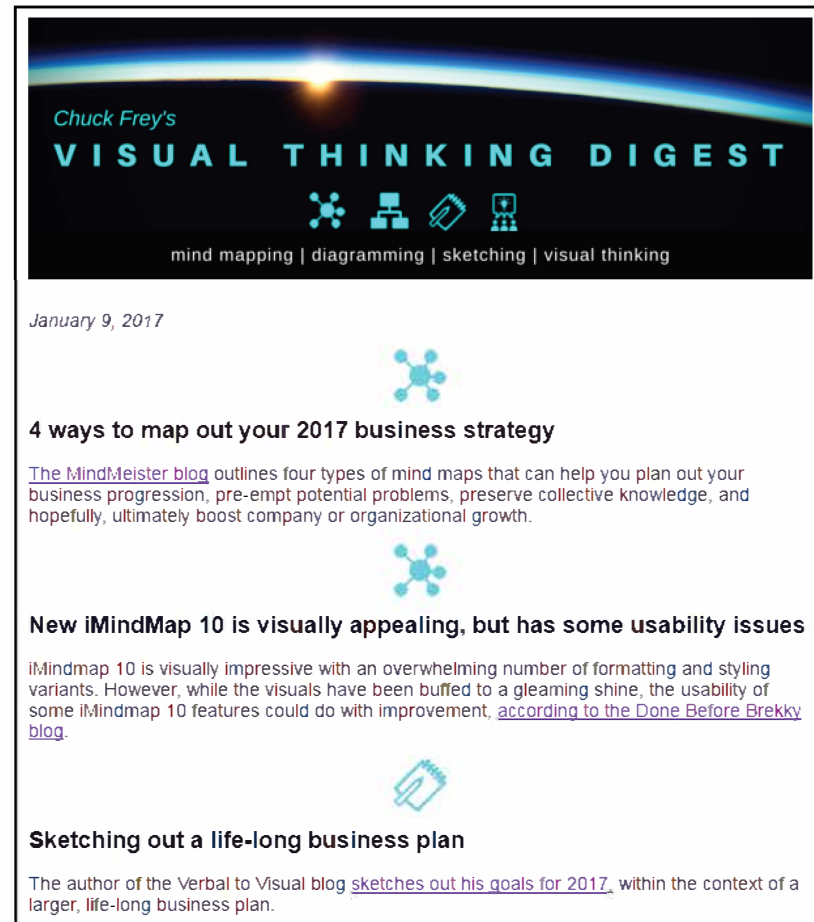 Chuck Frey's
VISUAL THINKING DIGEST
mind mapping | diagramming | sketching | visual thinking
January 9, 2017
4 ways to map out your 2017 business strategy
The MindMeister blog outlines four types of mind maps that can help you plan out your
business progression, pre-empt potential problems, preserve collective knowledge, and
hopefully, ultimately boost company or organizational growth.
New iMindMap 10 is visually appealing, but has some usability issues
iMindmap 10 is visually impressive with an overwhelming number of formatting and styling
variants. However, while the visuals have been buffed to a gleaming shine, the usability of
some iMindmap 10 features could do with improvement, according to the Done Before Brekky
blog.
Sketching out a life-long business plan
The author of the Verbal to Visual blog sketches out his goals for 2017, within the context of a
larger, life-long business plan.